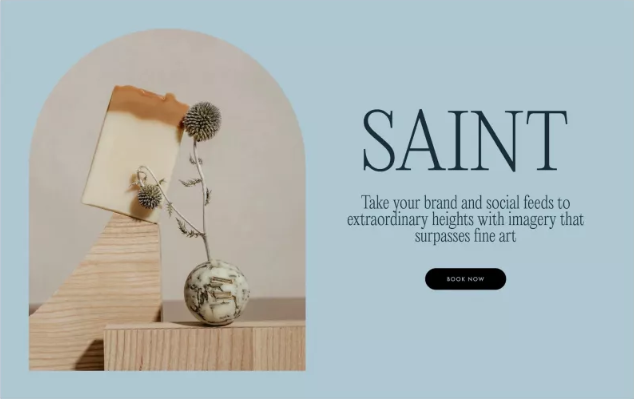 SAINT
Take your brand and social feeds to
extraordinary heights with imagery that
surpasses fine art
BOOK NOW